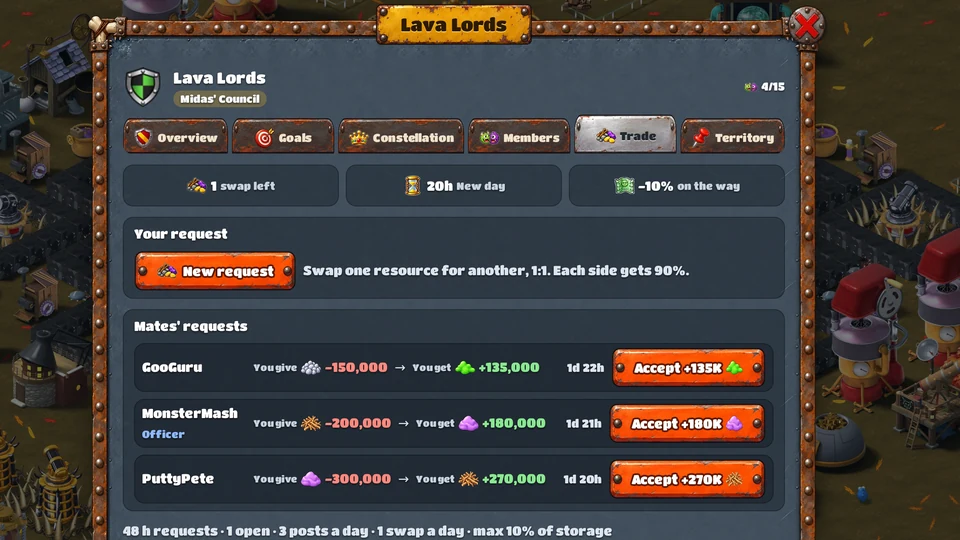 Lava Lords
Lava Lords
Midas' Council
4/15
Overview
Goals
Constellation
Members
Trade
Territory
1 swap left
20h New day
-10% on the way
Your request
New request
Swap one resource for another, 1:1. Each side gets 90%.
Mates' requests
GooGuru You give -150,000 → You get +135,000 1d 22h Accept +135K
MonsterMash You give -200,000 → You get +180,000 1d 21h Accept +180K
Officer
PuttyPete You give -300,000 → You get +270,000 1d 20h Accept +270K
48 h requests · 1 open · 3 posts a day · 1 swap a day · max 10% of storage